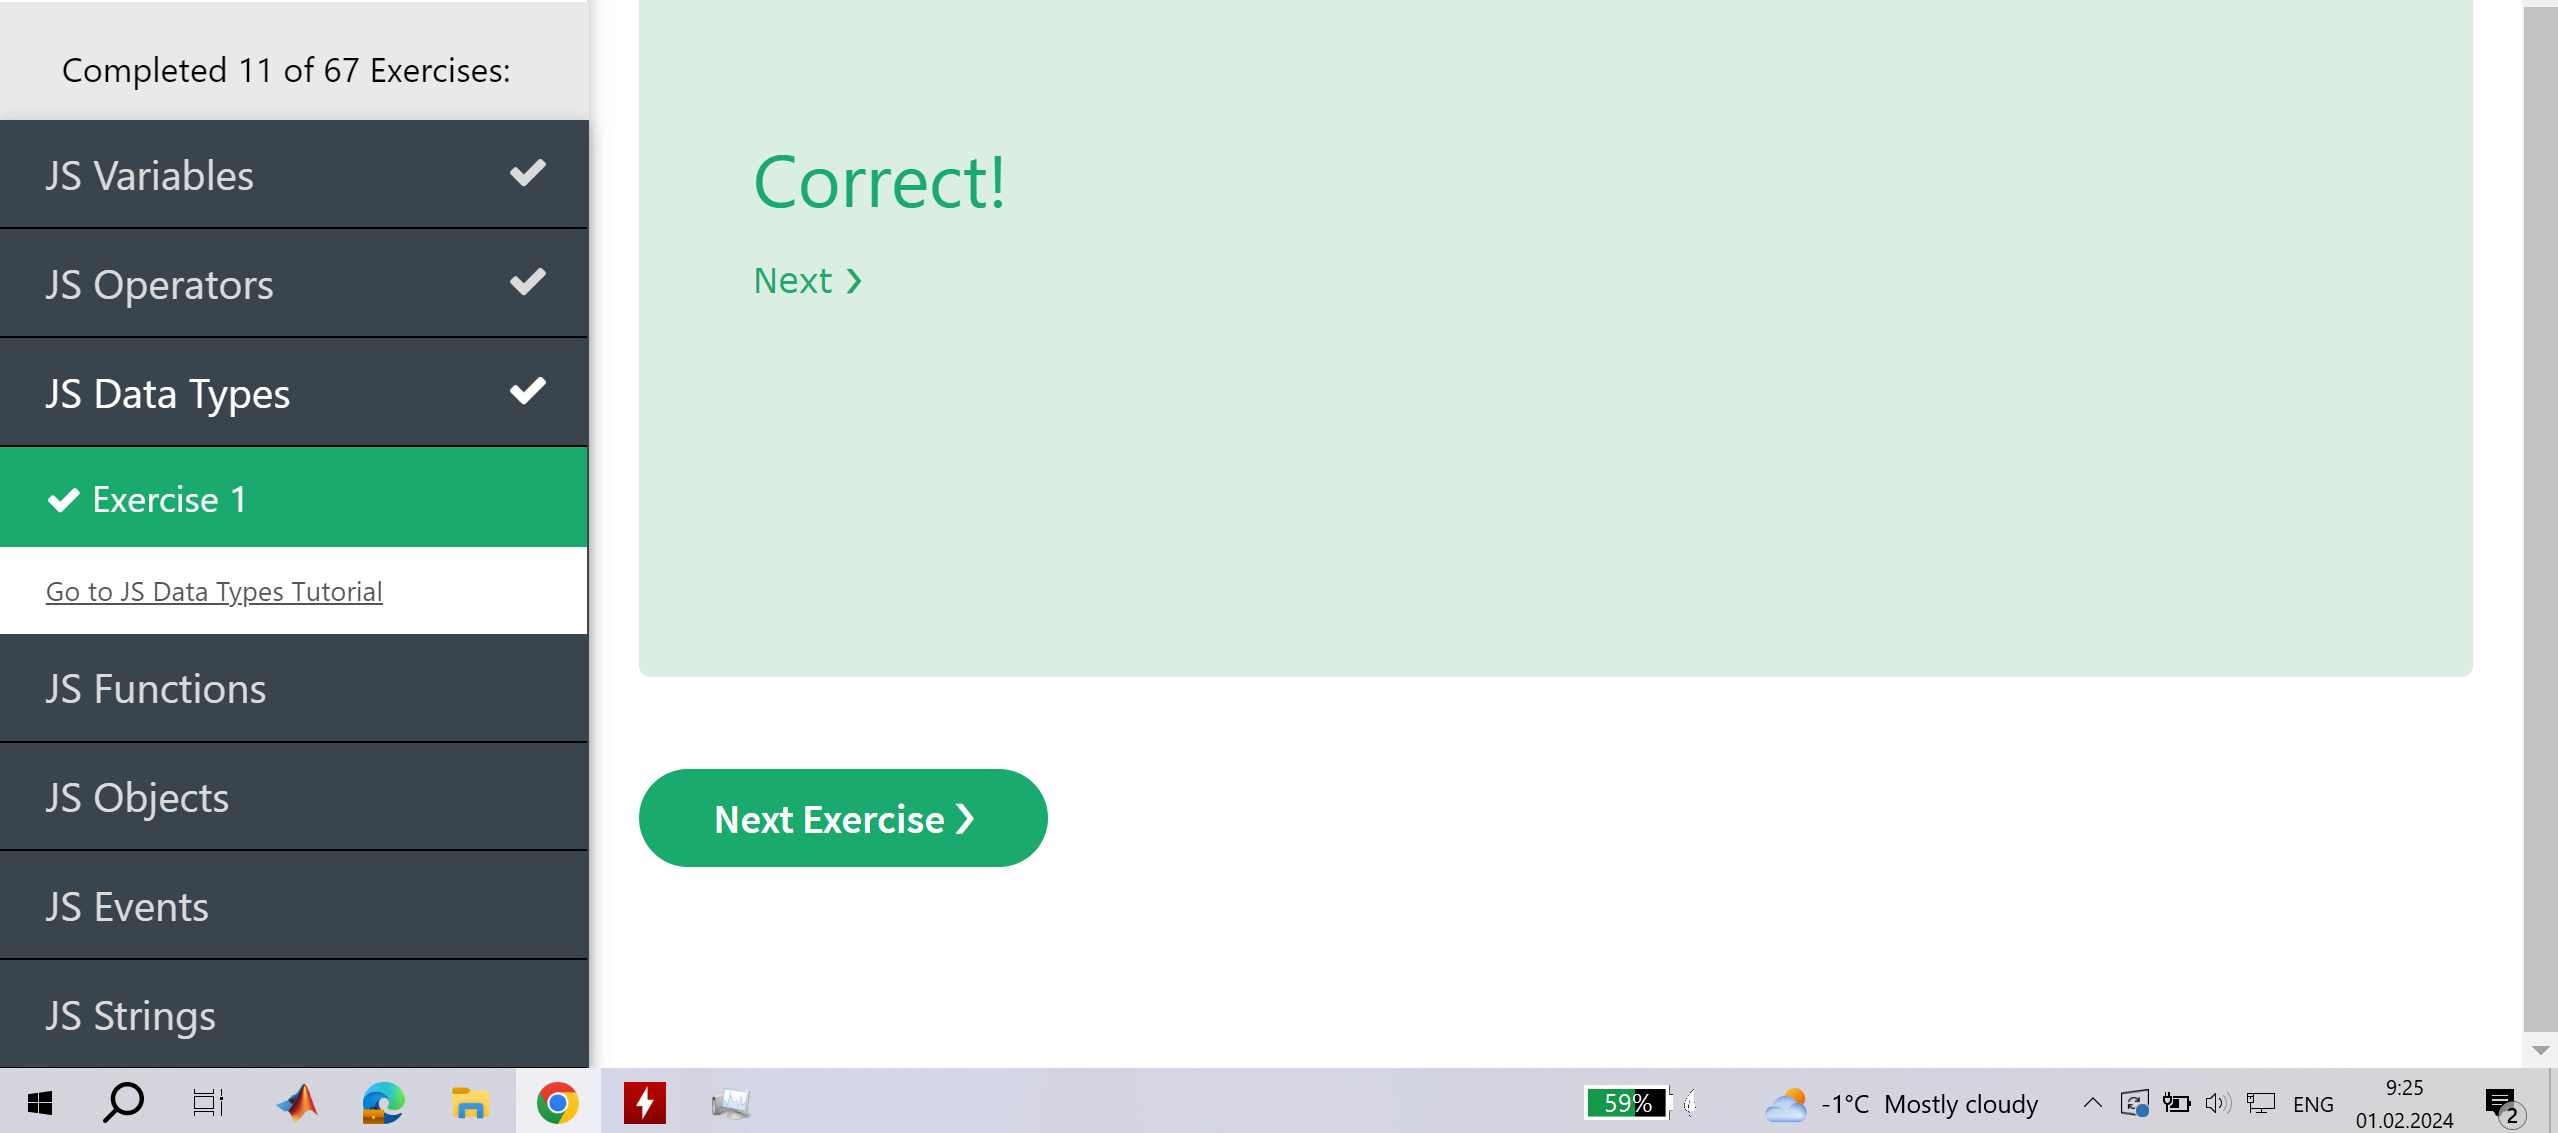 Completed 11 of 67 Exercises:
JS Variables
JS Operators
JS Data Types
Exercise 1
Go to JS Data Types Tutorial
JS Functions
JS Objects
JS Events
JS Strings
Correct!
Next ❯
Next Exercise ❯
59%
-1°C Mostly cloudy
ENG
9:25
01.02.2024
2